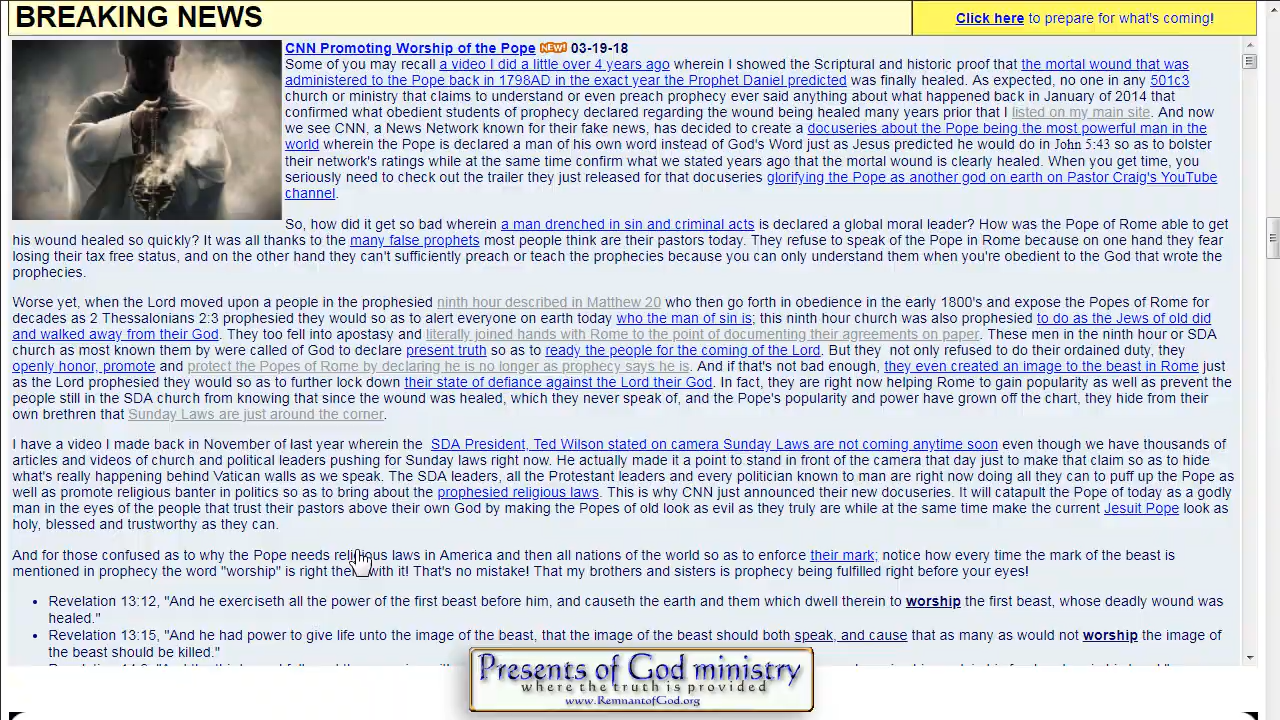 BREAKING NEWS
Click here to prepare for what's coming!
CNN Promoting Worship of the Pope NEW! 03-19-18
Some of you may recall a video I did a little over 4 years ago wherein I showed the Scriptural and historic proof that the mortal wound that was
administered to the Pope back in 1798AD in the exact year the Prophet Daniel predicted was finally healed. As expected, no one in any 501c3
church or ministry that claims to understand or even preach prophecy ever said anything about what happened back in January of 2014 that
confirmed what obedient students of prophecy declared regarding the wound being healed many years prior that I listed on my main site. And now
we see CNN, a News Network known for their fake news, has decided to create a docuseries about the Pope being the most powerful man in the
world wherein the Pope is declared a man of his own word instead of God's Word just as Jesus predicted he would do in John 5:43 so as to bolster
their network's ratings while at the same time confirm what we stated years ago that the mortal wound is clearly healed. When you get time, you
seriously need to check out the trailer they just released for that docuseries glorifying the Pope as another god on earth on Pastor Craig's YouTube
channel.
So, how did it get so bad wherein a man drenched in sin and criminal acts is declared a global moral leader? How was the Pope of Rome able to get
his wound healed so quickly? It was all thanks to the many false prophets most people think are their pastors today. They refuse to speak of the Pope in Rome because on one hand they fear
losing their tax free status, and on the other hand they can't sufficiently preach or teach the prophecies because you can only understand them when you're obedient to the God that wrote the
prophecies.
Worse yet, when the Lord moved upon a people in the prophesied ninth hour described in Matthew 20 who then go forth in obedience in the early 1800's and expose the Popes of Rome for
decades as 2 Thessalonians 2:3 prophesied they would so as to alert everyone on earth today who the man of sin is; this ninth hour church was also prophesied to do as the Jews of old did
and walked away from their God. They too fell into apostasy and literally joined hands with Rome to the point of documenting their agreements on paper. These men in the ninth hour or SDA
church as most known them by were called of God to declare present truth so as to ready the people for the coming of the Lord. But they not only refused to do their ordained duty, they
openly honor, promote and protect the Popes of Rome by declaring he is no longer as prophecy says he is. And if that's not bad enough, they even created an image to the beast in Rome just
as the Lord prophesied they would so as to further lock down their state of defiance against the Lord their God. In fact, they are right now helping Rome to gain popularity as well as prevent the
people still in the SDA church from knowing that since the wound was healed, which they never speak of, and the Pope's popularity and power have grown off the chart, they hide from their
own brethren that Sunday Laws are just around the corner.
I have a video I made back in November of last year wherein the SDA President, Ted Wilson stated on camera Sunday Laws are not coming anytime soon even though we have thousands of
articles and videos of church and political leaders pushing for Sunday laws right now. He actually made it a point to stand in front of the camera that day just to make that claim so as to hide
what's really happening behind Vatican walls as we speak. The SDA leaders, all the Protestant leaders and every politician known to man are right now doing all they can to puff up the Pope as
well as promote religious banter in politics so as to bring about the prophesied religious laws. This is why CNN just announced their new docuseries. It will catapult the Pope of today as a godly
man in the eyes of the people that trust their pastors above their own God by making the Popes of old look as evil as they truly are while at the same time make the current Jesuit Pope look as
holy, blessed and trustworthy as they can.
And for those confused as to why the Pope needs religious laws in America and then all nations of the world so as to enforce their mark; notice how every time the mark of the beast is
mentioned in prophecy the word "worship" is right there with it! That's no mistake! That my brothers and sisters is prophecy being fulfilled right before your eyes!
• Revelation 13:12, "And he exerciseth all the power of the first beast before him, and causeth the earth and them which dwell therein to worship the first beast, whose deadly wound was
healed."
• Revelation 13:15, "And he had power to give life unto the image of the beast, that the image of the beast should both speak, and cause that as many as would not worship the image of
the beast should be killed."
Presents of God ministry
where the truth is provided
www.RemnantofGod.org